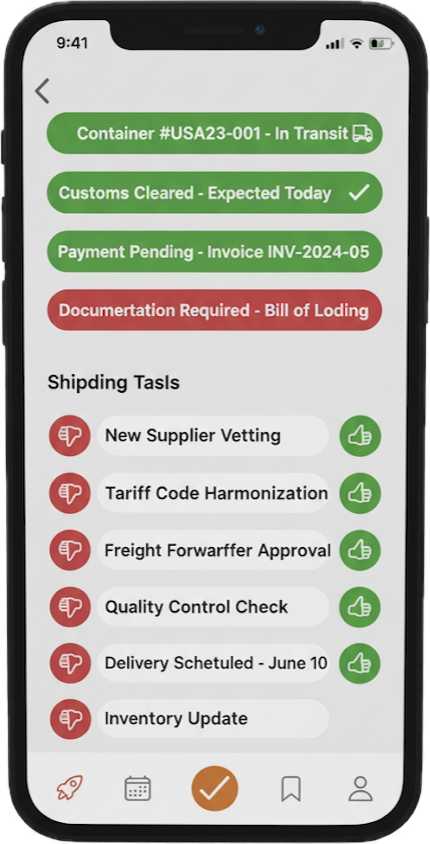 9:41
Container #USA23-001 - In Transit
Customs Cleared - Expected Today
Payment Pending - Invoice INV-2024-05
Documertation Required - Bill of Loding
Shipding Tasls
New Supplier Vetting
Tariff Code Harmonization
Freight Forwarffer Approval
Quality Control Check
Delivery Schetuled - June 10
Inventory Update